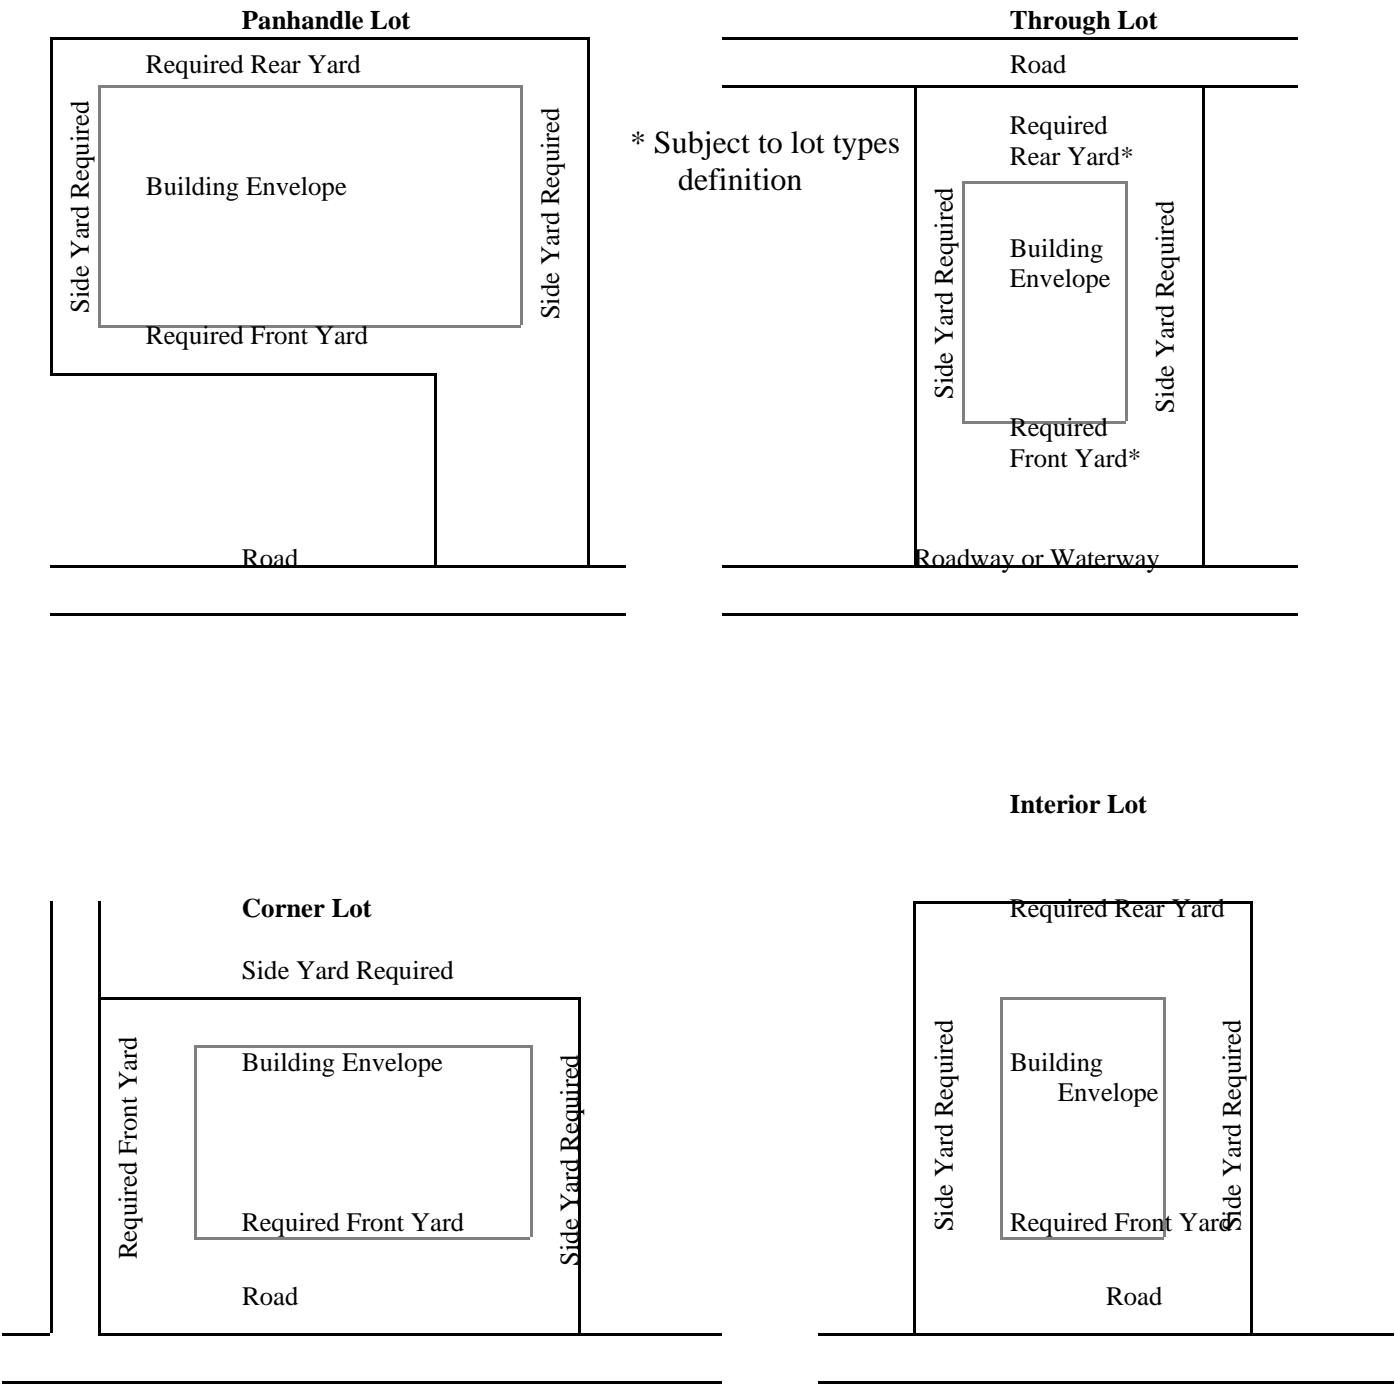 Panhandle Lot
Required Rear Yard
Side Yard Required
Building Envelope
Side Yard Required
Required Front Yard
Road
* Subject to lot types
definition
Through Lot
Road
Required
Rear Yard*
Side Yard Required
Building
Envelope
Side Yard Required
Required
Front Yard*
Roadway or Waterway
Corner Lot
Side Yard Required
Required Front Yard
Building Envelope
Side Yard Required
Required Front Yard
Road
Interior Lot
Required Rear Yard
Side Yard Required
Building
Envelope
Side Yard Required
Required Front Yard
Road